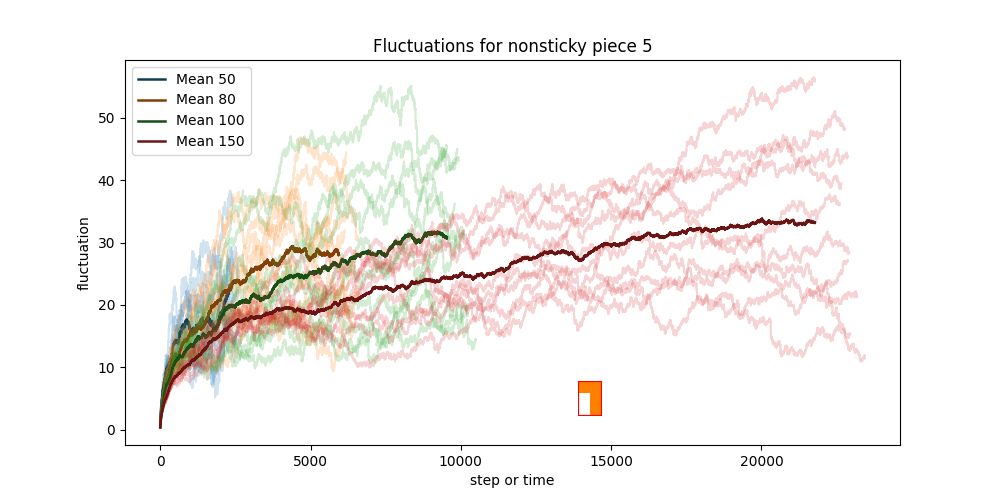 Fluctuations for nonsticky piece 5
Mean 50
Mean 80
Mean 100
Mean 150
fluctuation
50
40
30
20
10
0
0 5000 10000 15000 20000
step or time